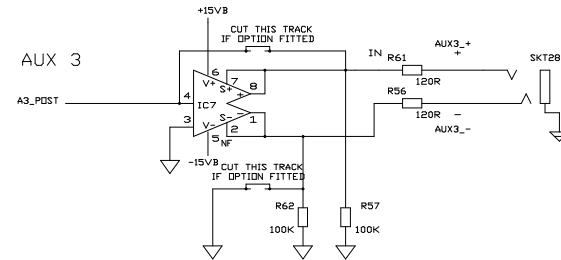 +15VB
CUT THIS TRACK
IF OPTION FITTED
AUX 3
IN
R61
AUX3_+
+
SKT28
6
V+
S+
7
+
8
120R
A3_POST
4
IC7
R56
3
S-
-
1
120R
V-
2
-
AUX3_-
5
NF
-15VB
CUT THIS TRACK
IF OPTION FITTED
R62
R57
100K
100K